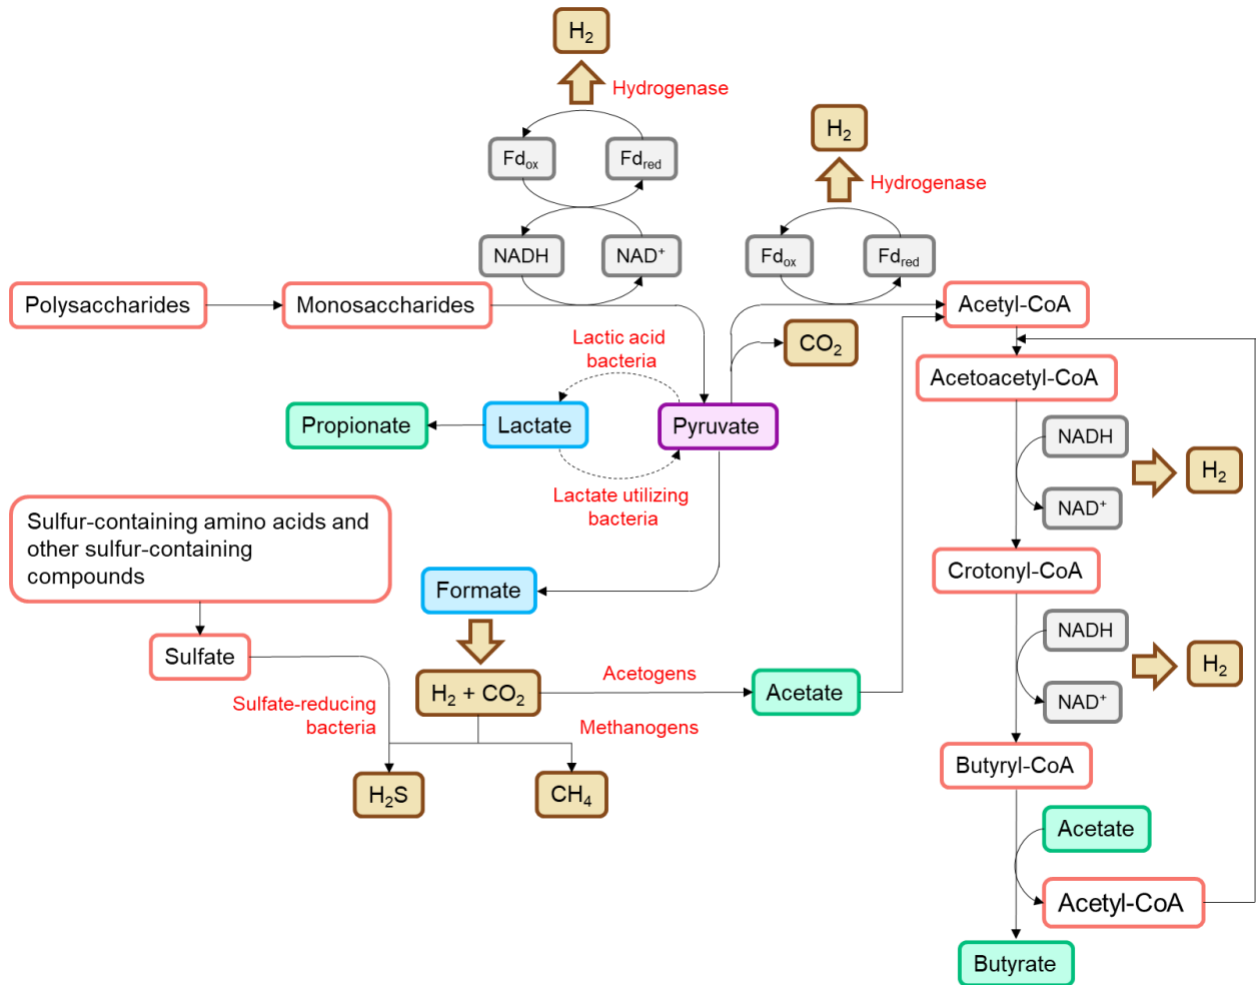 H₂
Hydrogenase
Fdₒₓ
Fd_red
H₂
Hydrogenase
NADH
NAD⁺
Fdₒₓ
Fd_red
Polysaccharides
Monosaccharides
Acetyl-CoA
Lactic acid
bacteria
CO₂
Acetoacetyl-CoA
Propionate
Lactate
Pyruvate
NADH
H₂
NAD⁺
Lactate utilizing
bacteria
Sulfur-containing amino acids and
other sulfur-containing
compounds
Formate
Crotonyl-CoA
Sulfate
NADH
H₂
NAD⁺
Sulfate-reducing
bacteria
H₂ + CO₂
Acetogens
Acetate
Methanogens
H₂S
CH₄
Butyryl-CoA
Acetate
Acetyl-CoA
Butyrate